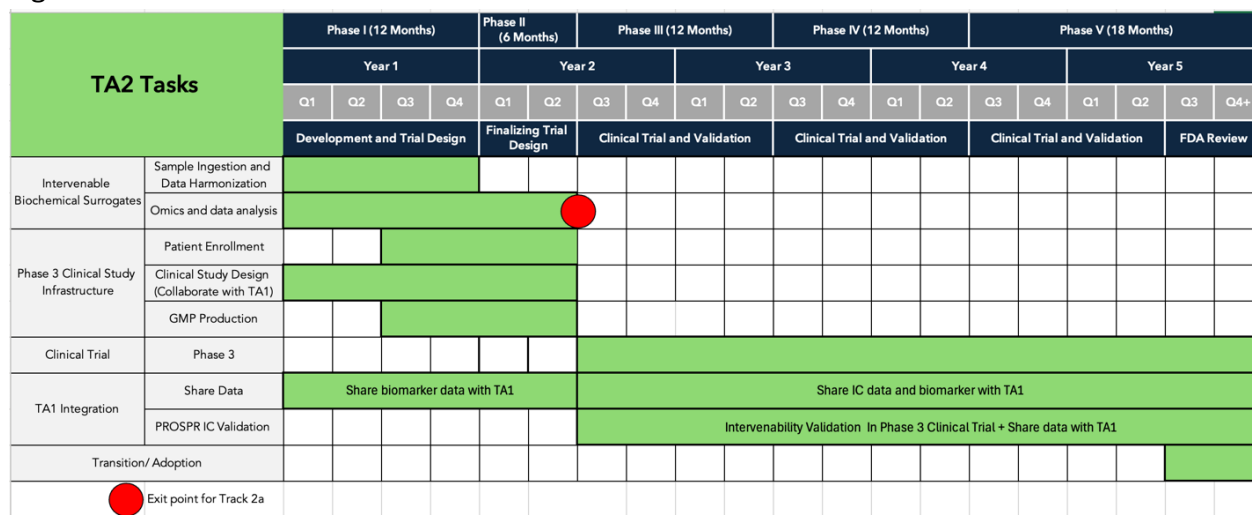 TA2 Tasks
Phase I (12 Months)
Phase II
(6 Months)
Phase III (12 Months)
Phase IV (12 Months)
Phase V (18 Months)
Year 1
Year 2
Year 3
Year 4
Year 5
Q1 Q2 Q3 Q4 Q1 Q2 Q3 Q4 Q1 Q2 Q3 Q4 Q1 Q2 Q3 Q4 Q1 Q2 Q3 Q4+
Development and Trial Design
Finalizing Trial
Design
Clinical Trial and Validation
Clinical Trial and Validation
Clinical Trial and Validation
FDA Review
Intervenable
Biochemical Surrogates
Sample Ingestion and
Data Harmonization
Omics and data analysis
Phase 3 Clinical Study
Infrastructure
Patient Enrollment
Clinical Study Design
(Collaborate with TA1)
GMP Production
Clinical Trial
Phase 3
TA1 Integration
Share Data
Share biomarker data with TA1
Share IC data and biomarker with TA1
PROSPR IC Validation
Intervenability Validation In Phase 3 Clinical Trial + Share data with TA1
Transition/ Adoption
Exit point for Track 2a